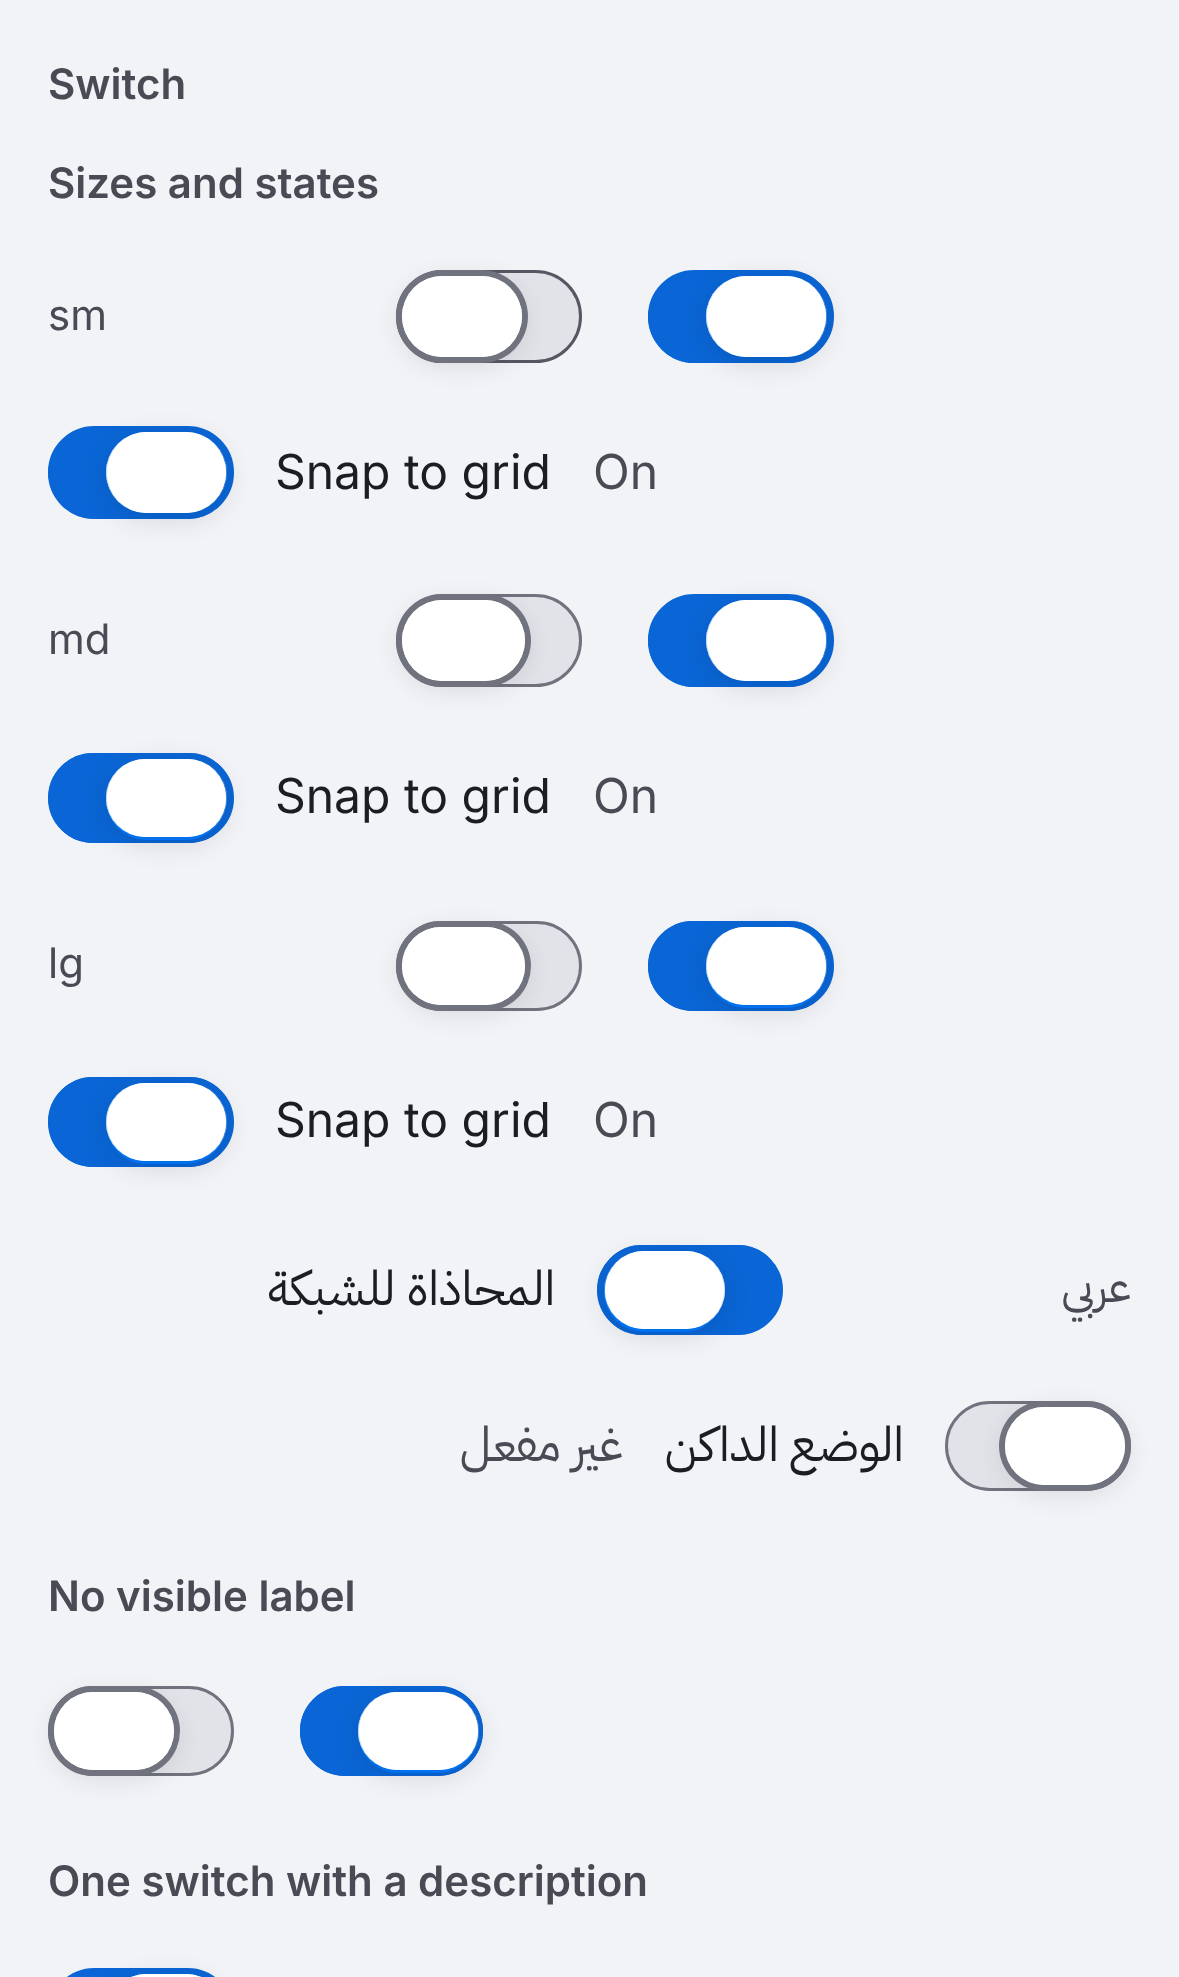 Switch
Sizes and states
sm
Snap to grid On
md
Snap to grid On
lg
Snap to grid On
عربي المحاذاة للشبكة
الوضع الداكن غير مفعل
No visible label
One switch with a description